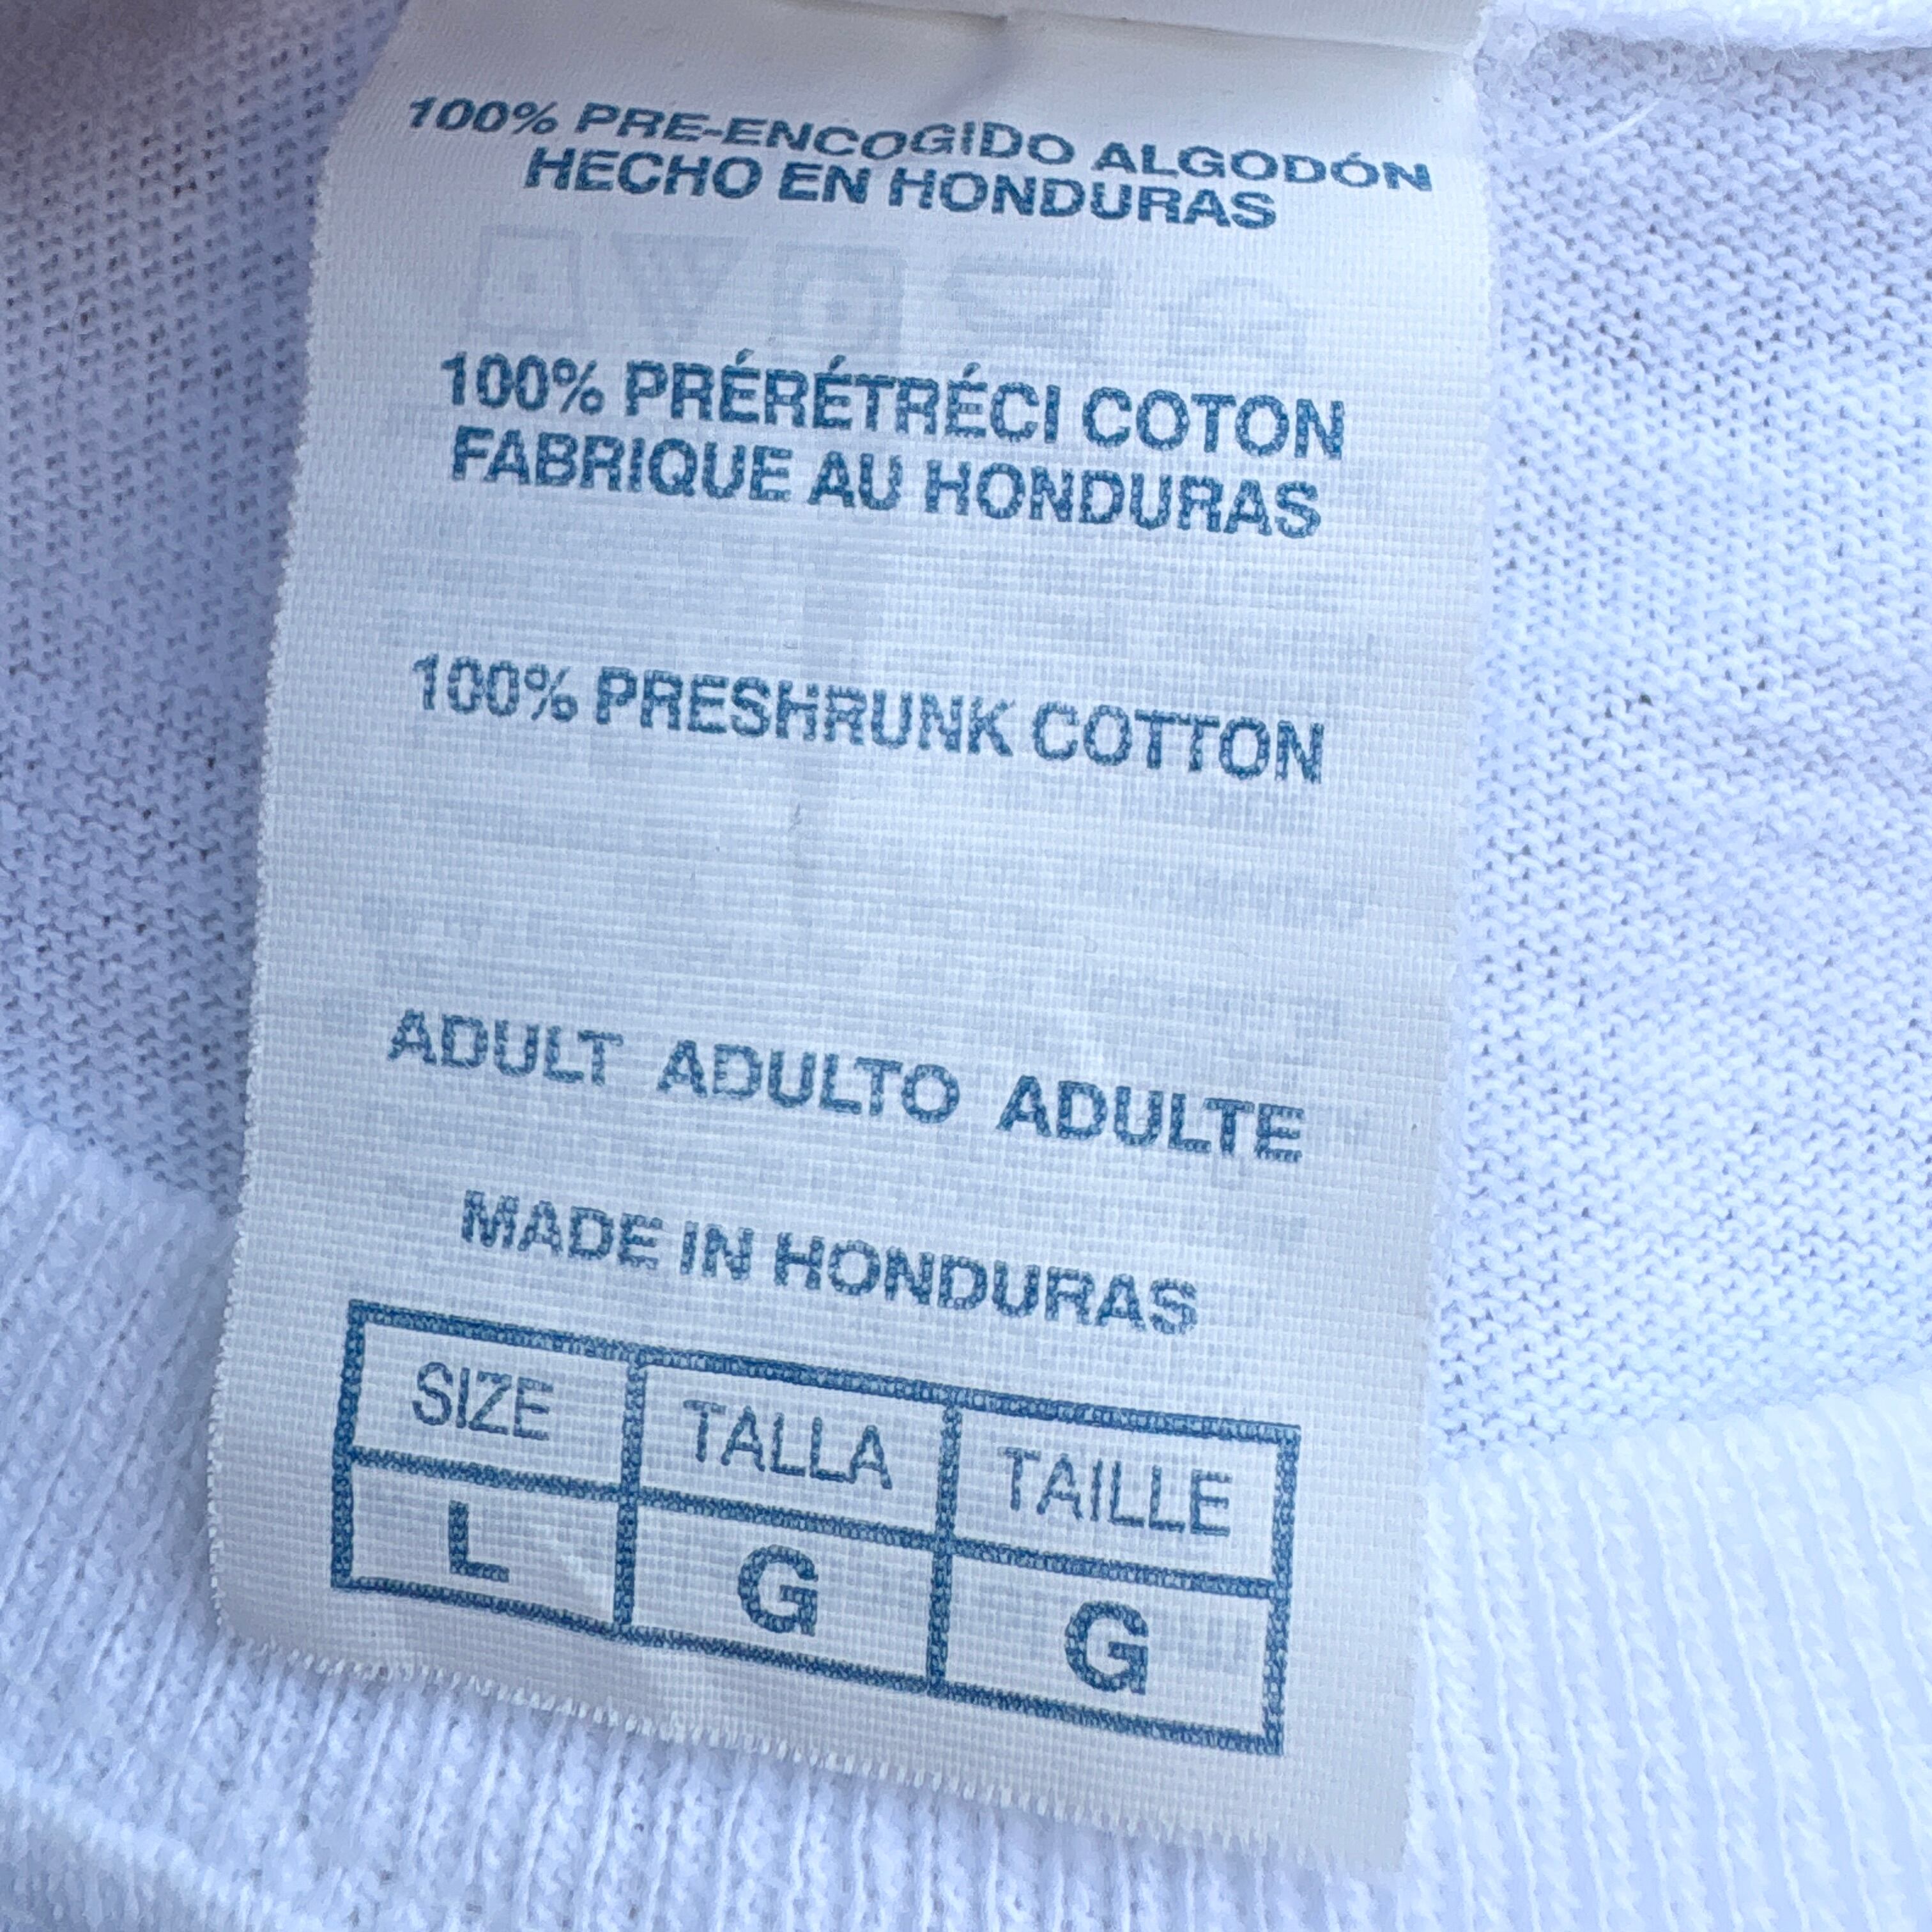 100% PRE-ENCOGIDO ALGODÓN
HECHO EN HONDURAS
100% PRÉRÉTRÉCI COTON
FABRIQUE AU HONDURAS
100% PRESHRUNK COTTON
ADULT ADULTO ADULTE
MADE IN HONDURAS
SIZE TALLA TAILLE
L G G